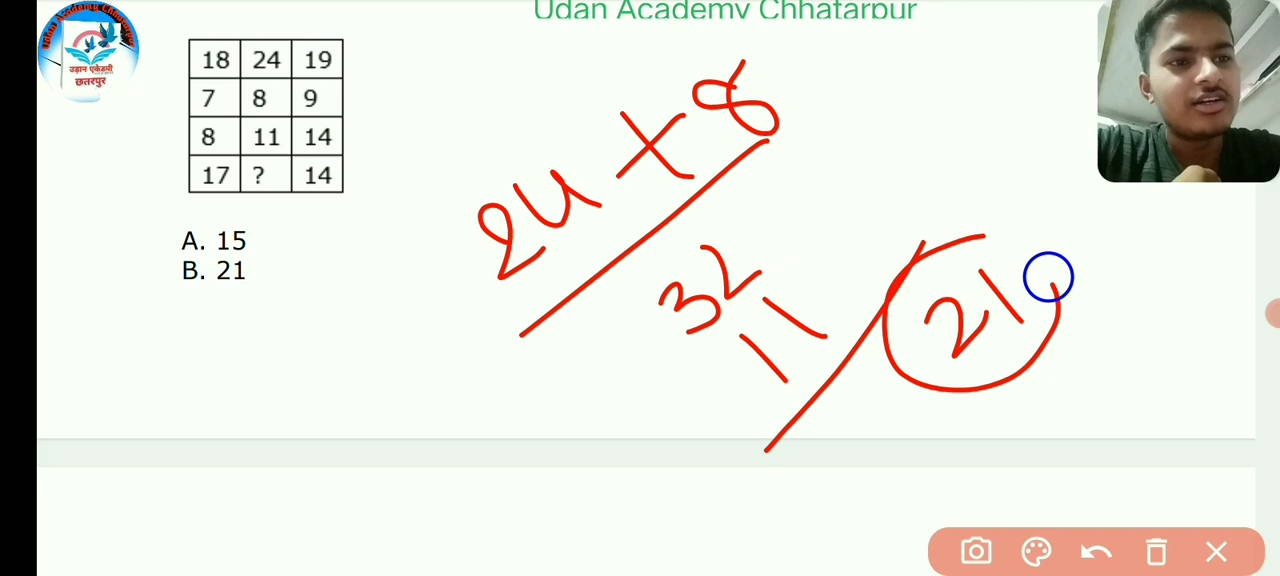 Udan Academy Chhatarpur
उड़ान एकेडमी
छतरपुर
18 24 19
7 8 9
8 11 14
17 ? 14
A. 15
B. 21
24 + 8
32
11
21